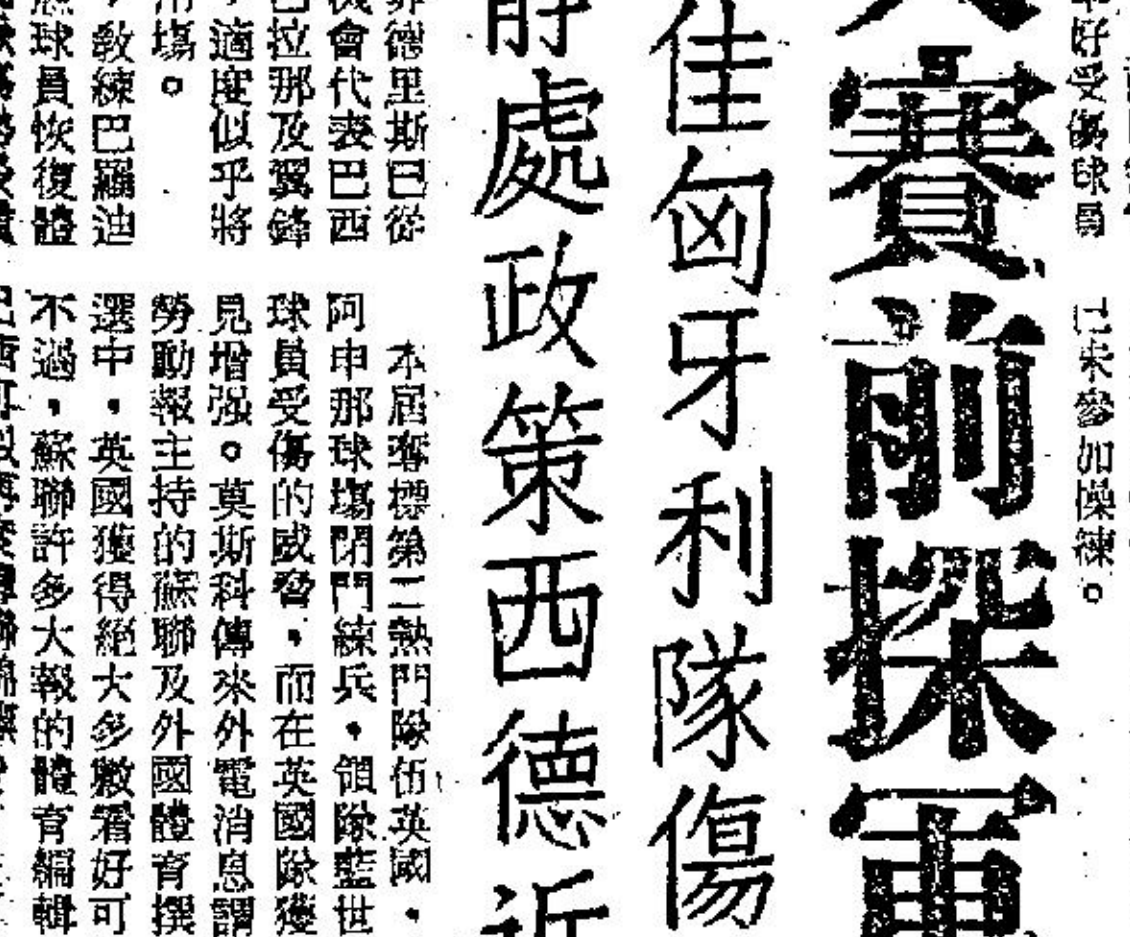 好受傷球員
已未參加操練。
大賽前探軍
佳匈牙利隊傷
靜處政策西德近
德里斯巴從
會代表巴西
拉那及翼鋒
，適度似乎將
場。
，教練巴羅迪
球員恢復體
本屆奪標第二熱門隊伍英國，
阿申那球場閉門練兵，領隊藍世
球員受傷的威脅，而在英國隊獲
見增强。莫斯科傳來外電消息謂
勞動報主持的蘇聯及外國體育撰
選中，英國獲得絕大多數看好可
不過，蘇聯許多大報的體育編輯